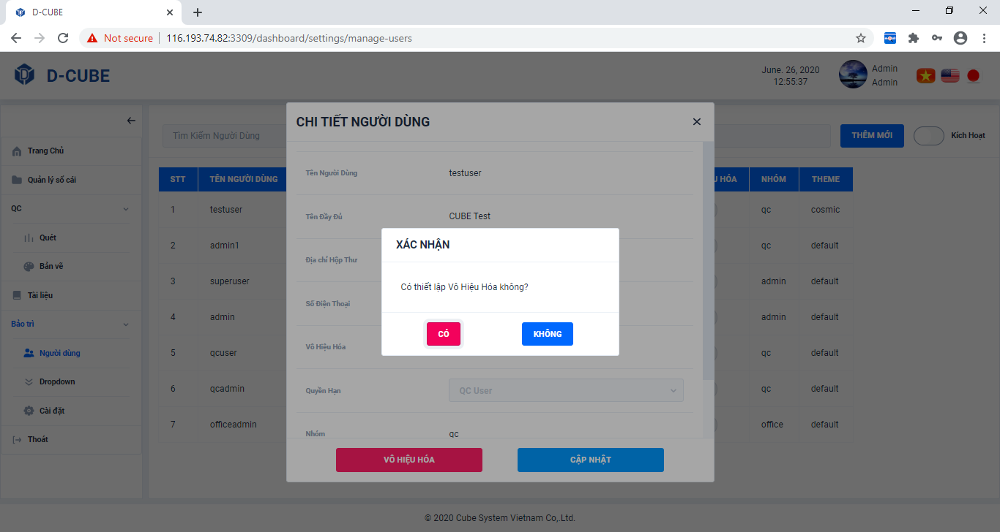 D-CUBE
Not secure
116.193.74.82:3309/dashboard/settings/manage-users
D-CUBE
June. 26, 2020
12:55:37
Admin
Admin
Trang Chủ
Quản lý sổ cái
QC
Quét
Bản vẽ
Tài liệu
Bảo trì
Người dùng
Dropdown
Cài đặt
Thoát
Tìm Kiếm Người Dùng
THÊM MỚI
Kích Hoạt
STT TÊN NGƯỜI DÙNG U HÓA NHÓM THEME
1 testuser qc cosmic
2 admin1 qc default
3 superuser admin default
4 admin admin default
5 qcuser qc default
6 qcadmin qc default
7 officeadmin office default
CHI TIẾT NGƯỜI DÙNG
Tên Người Dùng testuser
Tên Đầy Đủ CUBE Test
Địa chỉ Hộp Thư
Số Điện Thoại
Vô Hiệu Hóa
Quyền Hạn QC User
Nhóm qc
VÔ HIỆU HÓA
CẬP NHẬT
XÁC NHẬN
Có thiết lập Vô Hiệu Hóa không?
CÓ
KHÔNG
© 2020 Cube System Vietnam Co,.Ltd.